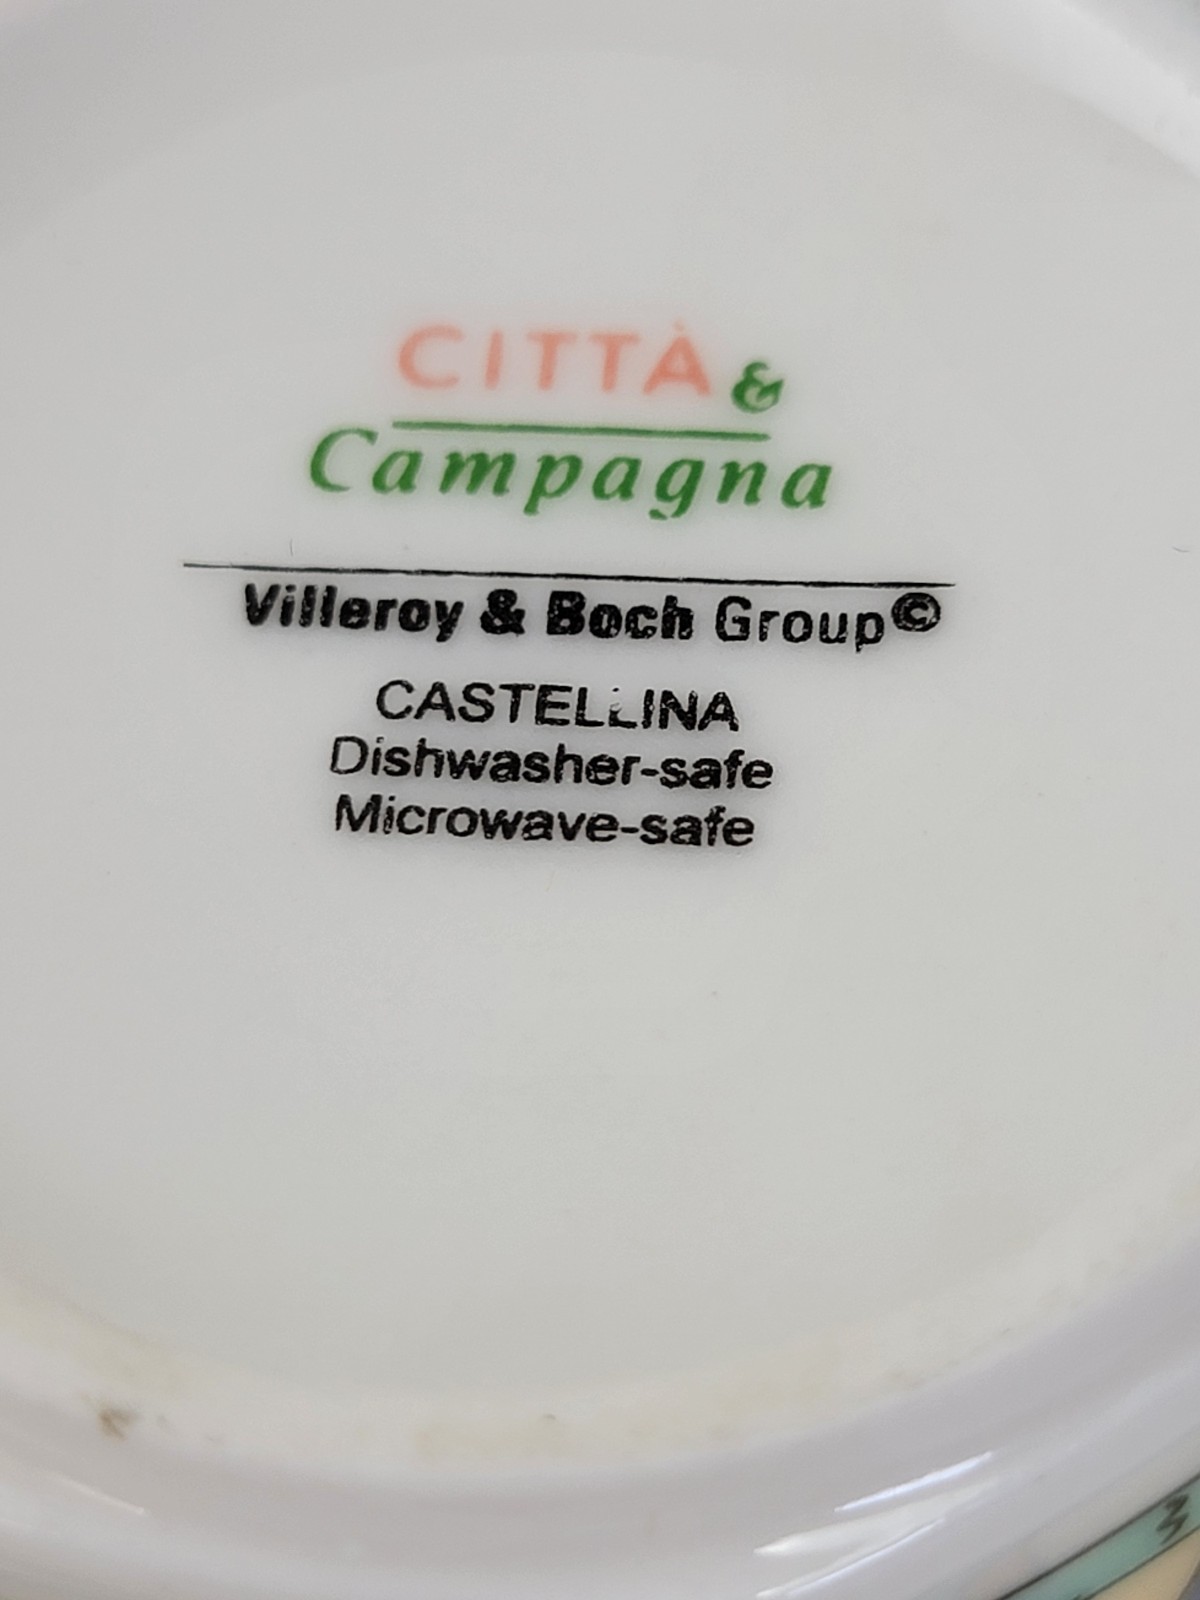 CITTÀ &
Campagna
Villeroy & Boch Group©
CASTELLINA
Dishwasher-safe
Microwave-safe